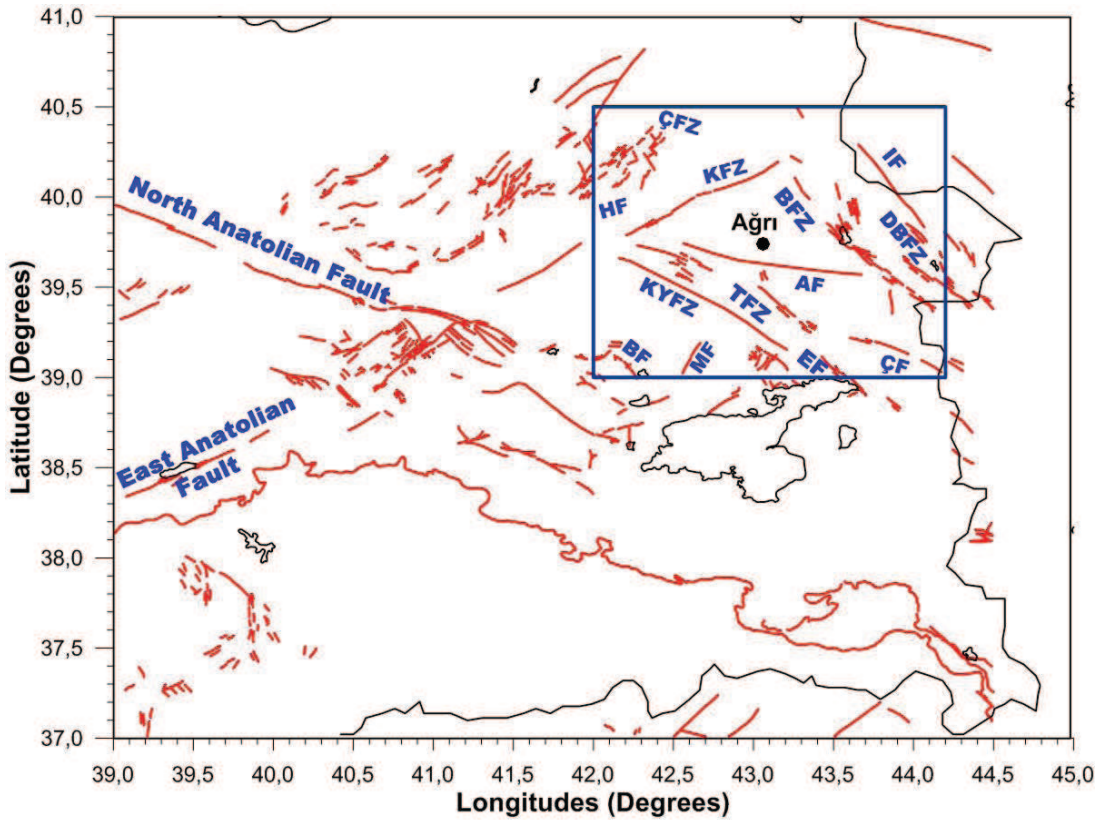 41,0
40,5
40,0
39,5
39,0
38,5
38,0
37,5
37,0
Latitude (Degrees)
ÇFZ
KFZ
IF
HF
BFZ
DBFZ
Ağrı
AF
KYFZ
TFZ
BF
MF
EF
ÇF
North Anatolian Fault
East Anatolian
Fault
39,0
39,5
40,0
40,5
41,0
41,5
42,0
42,5
43,0
43,5
44,0
44,5
45,0
Longitudes (Degrees)